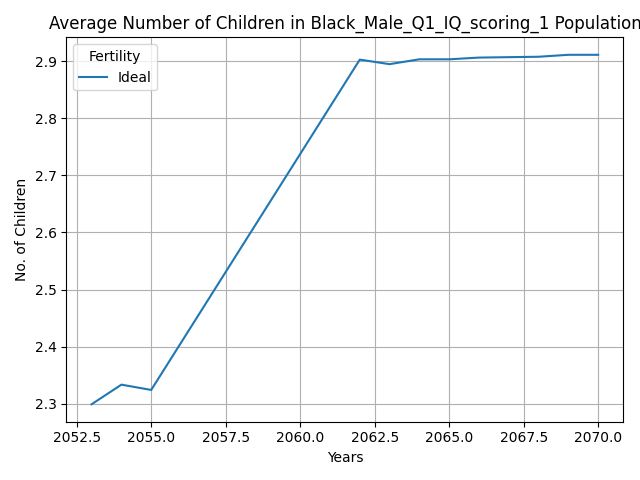 Average Number of Children in Black_Male_Q1_IQ_scoring_1 Population
Fertility
Ideal
No. of Children
2.9
2.8
2.7
2.6
2.5
2.4
2.3
2052.5 2055.0 2057.5 2060.0 2062.5 2065.0 2067.5 2070.0
Years